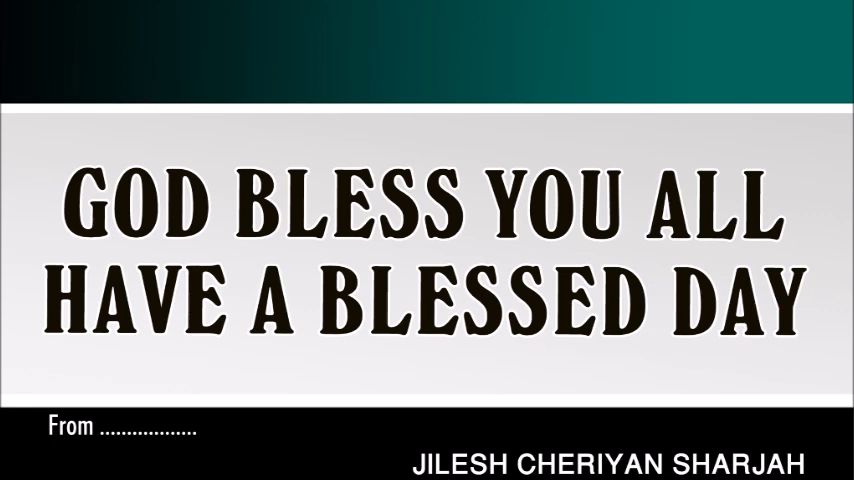 GOD BLESS YOU ALL
HAVE A BLESSED DAY
From ..................
JILESH CHERIYAN SHARJAH